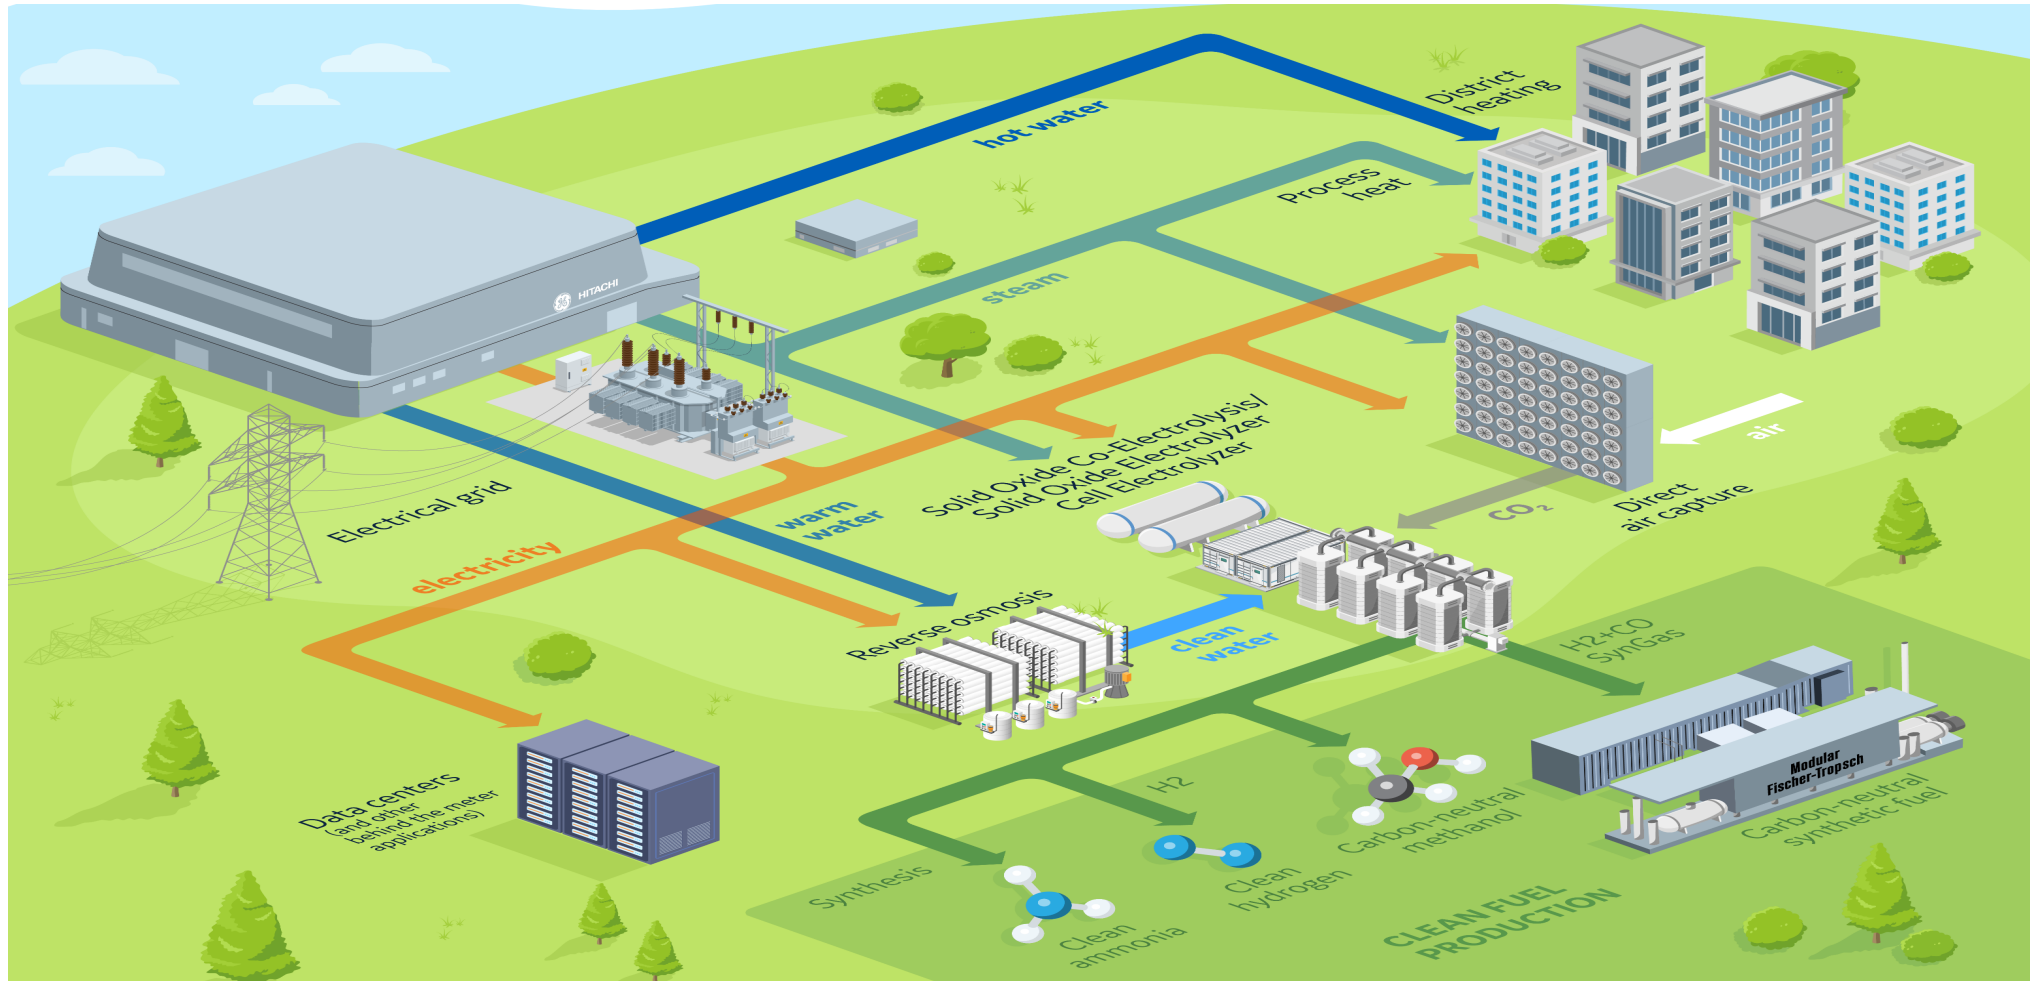 District
heating
hot water
Process
heat
steam
HITACHI
air
Solid Oxide Co-Electrolysis/
Solid Oxide Electrolyzer
Cell Electrolyzer
Electrical grid
warm
water
CO₂
Direct
air capture
electricity
Reverse osmosis
clean
water
H2+CO
SynGas
Modular
Fischer-Tropsch
Data centers
(and other
behind the meter
applications)
H2
Carbon-neutral
methanol
Carbon-neutral
synthetic fuel
Synthesis
Clean
hydrogen
Clean
ammonia
CLEAN FUEL
PRODUCTION